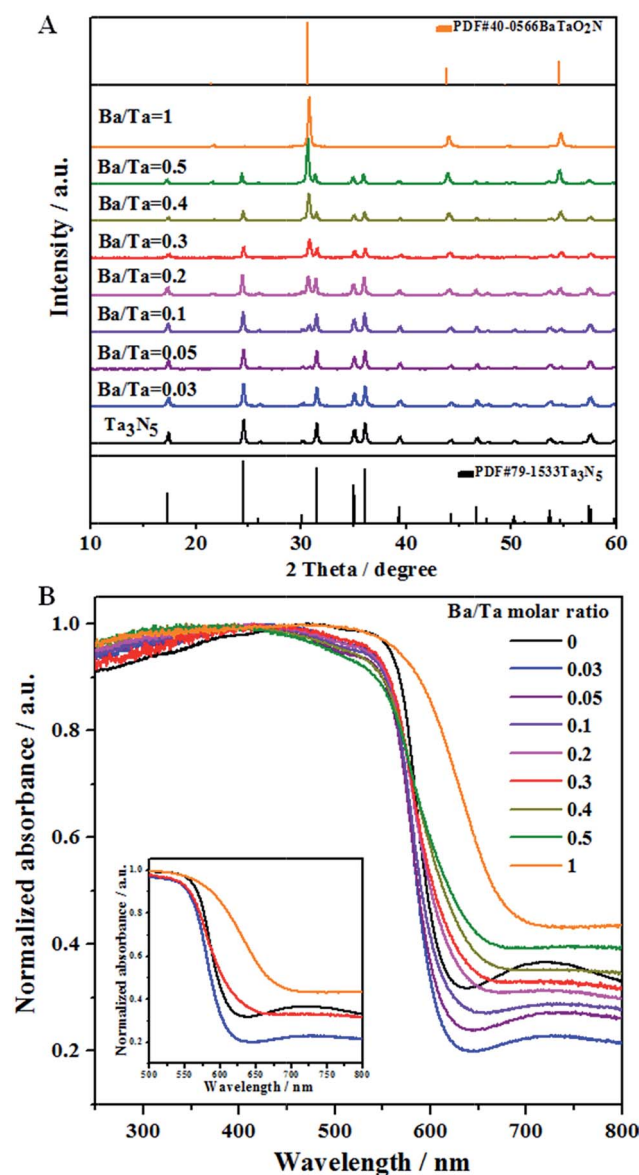 A
PDF#40-0566BaTaO2N
Ba/Ta=1
Ba/Ta=0.5
Ba/Ta=0.4
Ba/Ta=0.3
Ba/Ta=0.2
Ba/Ta=0.1
Ba/Ta=0.05
Ba/Ta=0.03
Ta3N5
PDF#79-1533Ta3N5
Intensity / a.u.
10 20 30 40 50 60
2 Theta / degree
B
Ba/Ta molar ratio
0
0.03
0.05
0.1
0.2
0.3
0.4
0.5
1
1.0
0.8
0.6
0.4
0.2
Normalized absorbance / a.u.
1.0
0.8
0.6
0.4
0.2
0.0
Normalized absorbance / a.u.
500 550 600 650 700 750 800
Wavelength / nm
300 400 500 600 700 800
Wavelength / nm